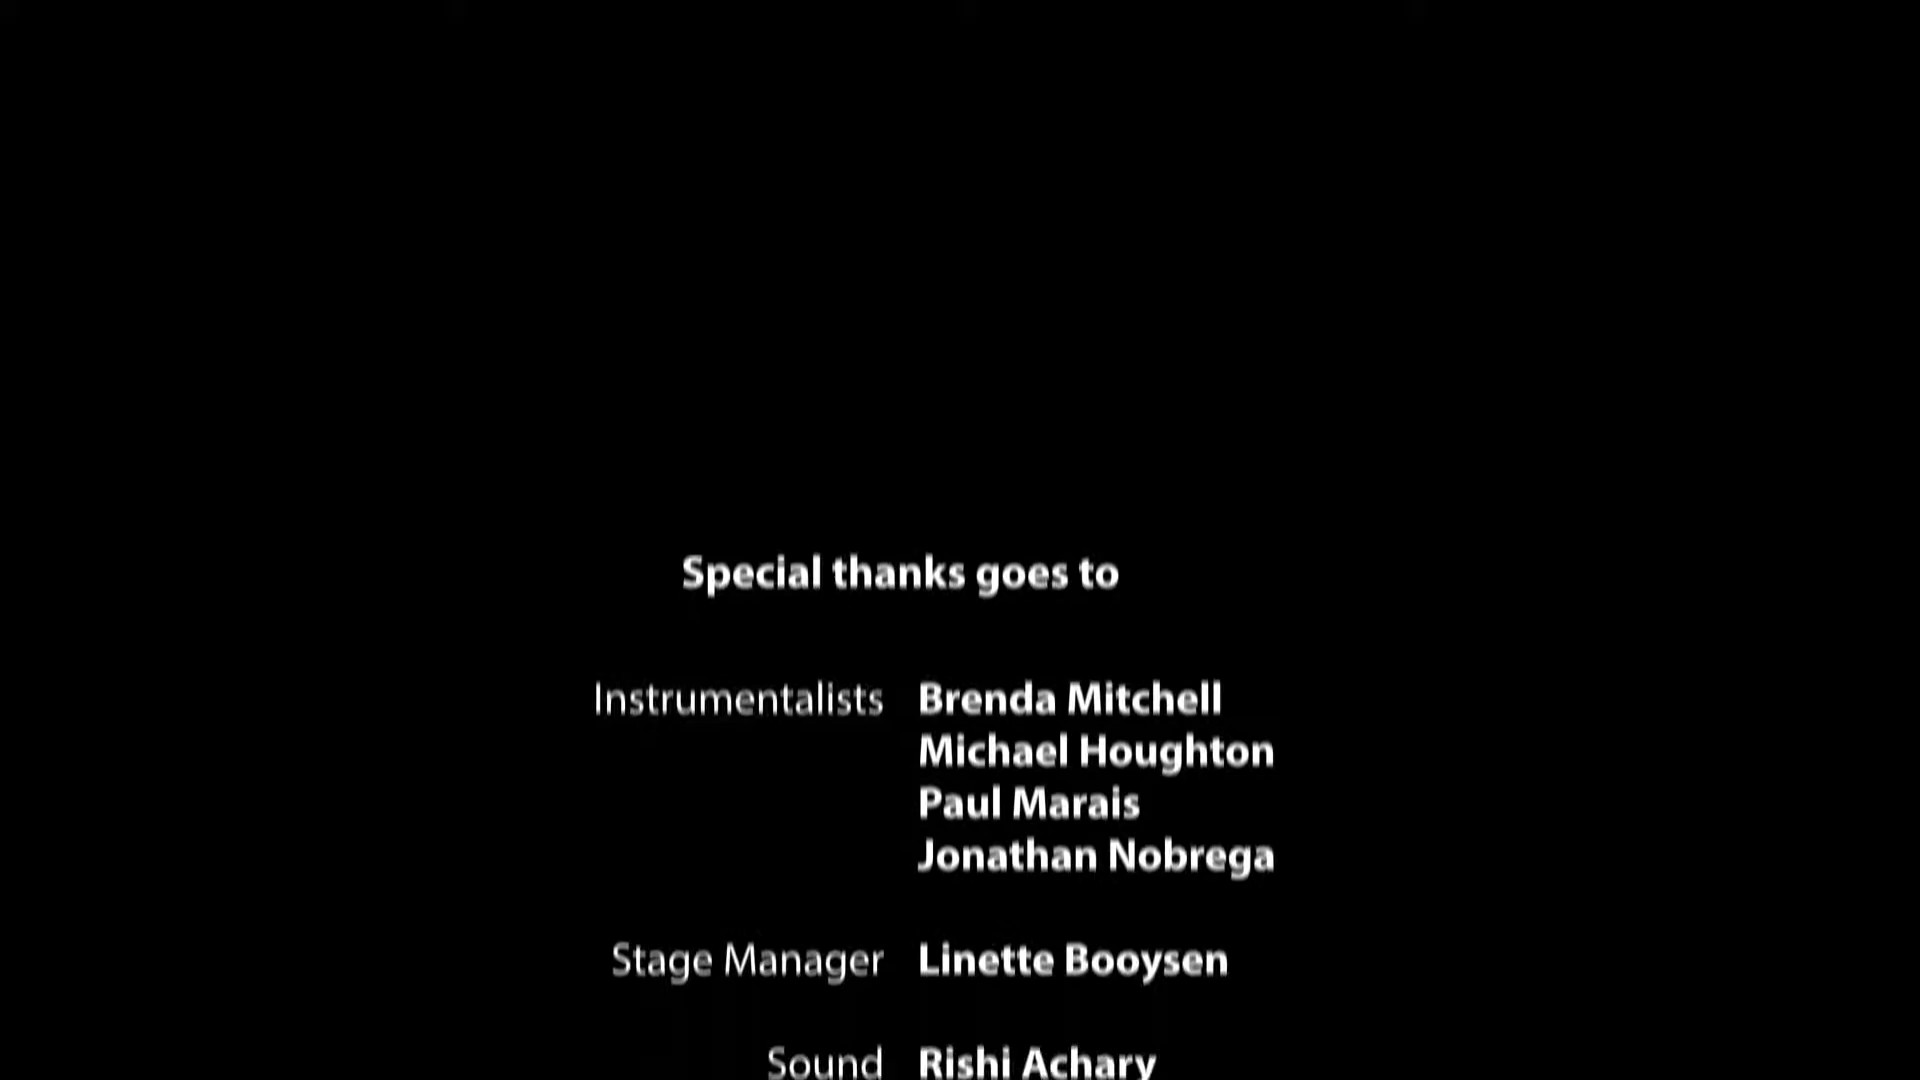 Special thanks goes to
Instrumentalists Brenda Mitchell
Michael Houghton
Paul Marais
Jonathan Nobrega
Stage Manager Linette Booysen
Sound Rishi Achary